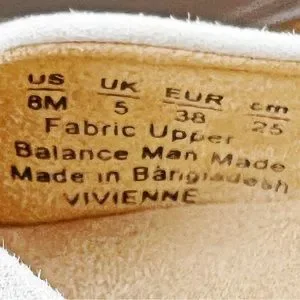 US UK EUR cm
8M 5 38 25
Fabric Upper
Balance Man Made
Made in Bangladesh
VIVIENNE